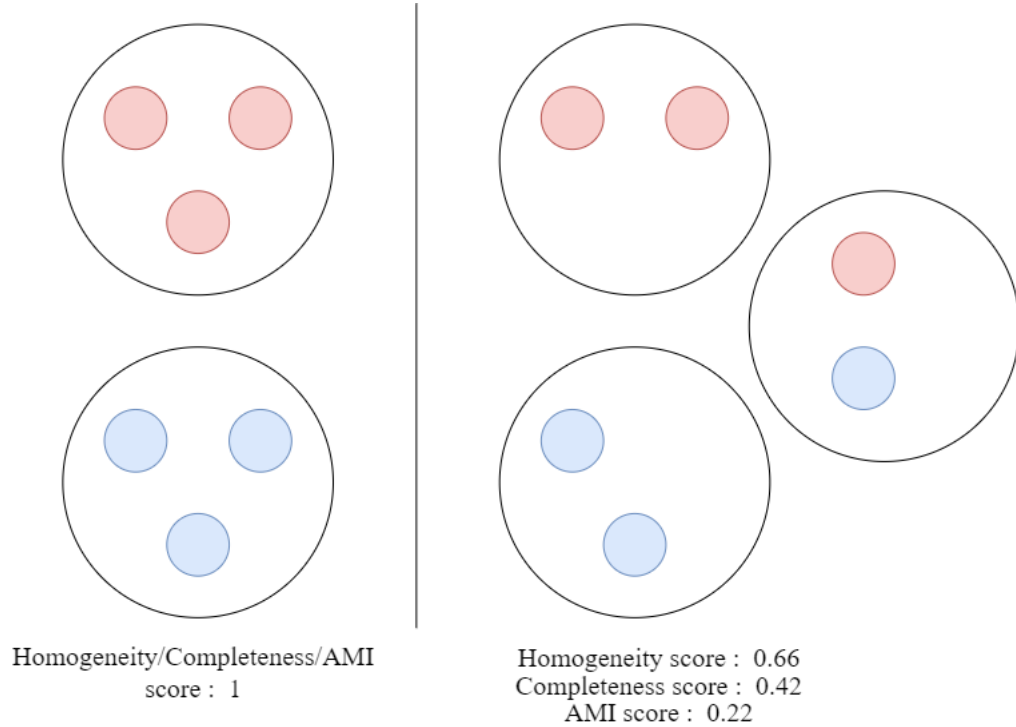 Homogeneity/Completeness/AMI
score : 1
Homogeneity score : 0.66
Completeness score : 0.42
AMI score : 0.22